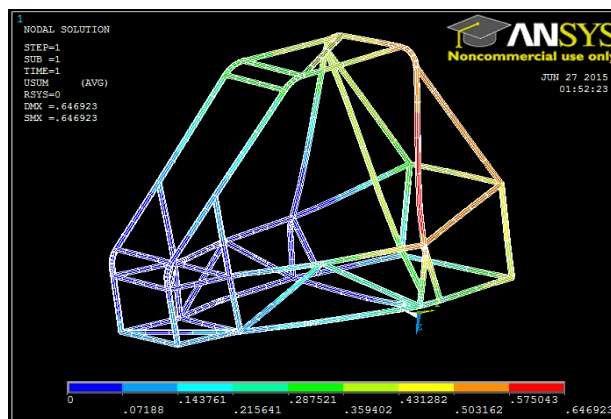 1
NODAL SOLUTION
STEP=1
SUB =1
TIME=1
USUM (AVG)
RSYS=0
DMX =.646923
SMX =.646923
ANSYS
Noncommercial use only
JUN 27 2015
01:52:23
0 .143761 .287521 .431282 .575043
.07188 .215641 .359402 .503162 .646923